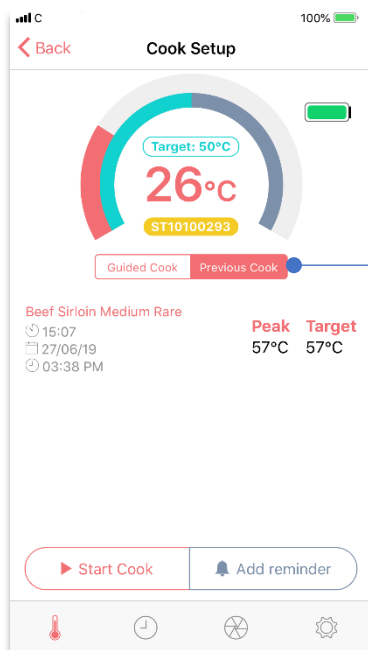 C 100%
Back Cook Setup
Target: 50°C
26°C
ST10100293
Guided Cook Previous Cook
Beef Sirloin Medium Rare
15:07
27/06/19
03:38 PM
Peak Target
57°C 57°C
Start Cook Add reminder